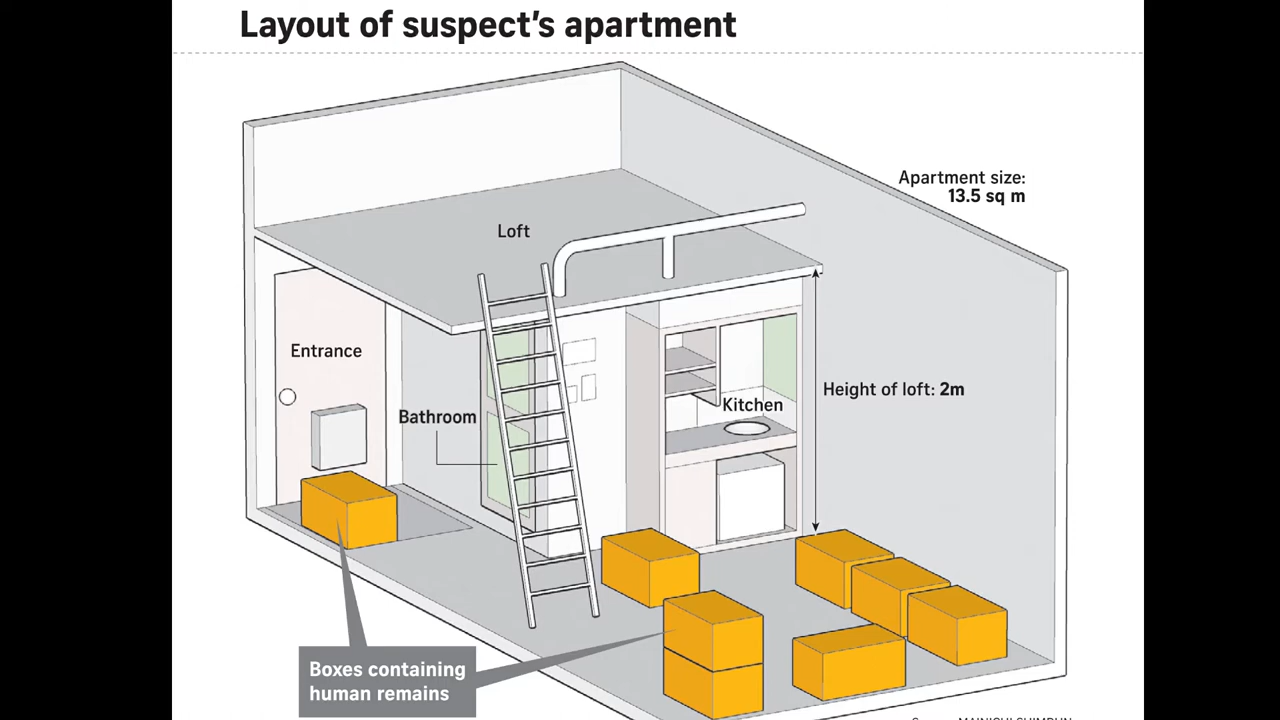 Layout of suspect's apartment
Apartment size:
13.5 sq m
Loft
Entrance
Height of loft: 2m
Kitchen
Bathroom
Boxes containing
human remains